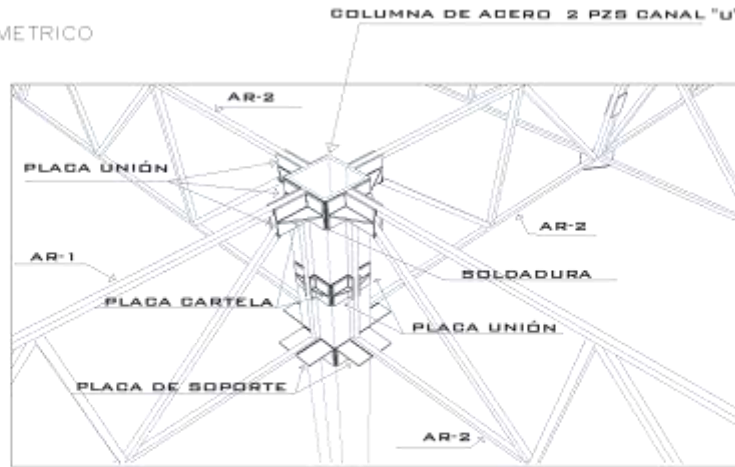 COLUMNA DE ACERO 2 PZS CANAL "U"
METRICO
AR-2
PLACA UNIÓN
AR-2
AR-1
SOLDADURA
PLACA CARTELA
PLACA UNIÓN
PLACA DE SOPORTE
AR-2